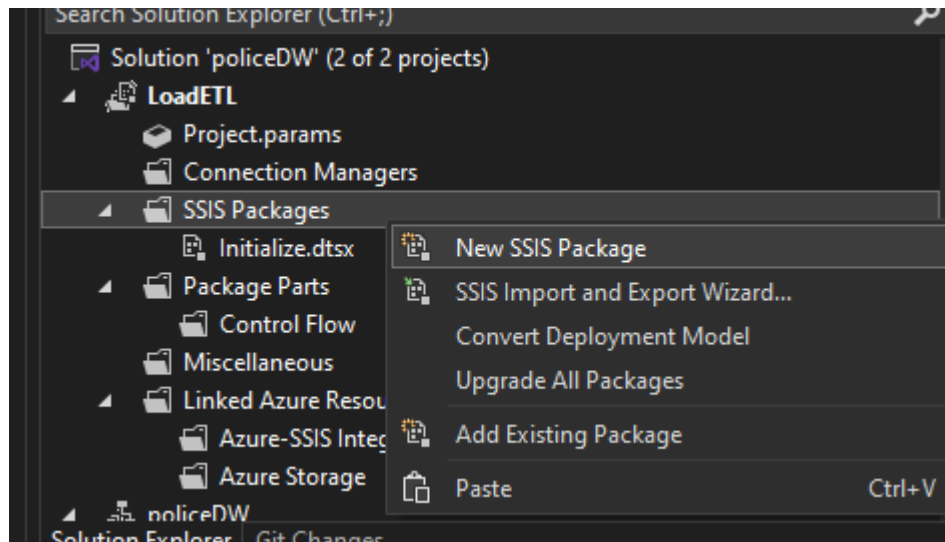 Search Solution Explorer (Ctrl+;)
Solution 'policeDW' (2 of 2 projects)
LoadETL
Project.params
Connection Managers
SSIS Packages
Initialize.dtsx
New SSIS Package
Package Parts
SSIS Import and Export Wizard...
Control Flow
Convert Deployment Model
Miscellaneous
Upgrade All Packages
Linked Azure Resou
Azure-SSIS Integ
Add Existing Package
Azure Storage
Paste Ctrl+V
policeDW
Solution Explorer Git Changes